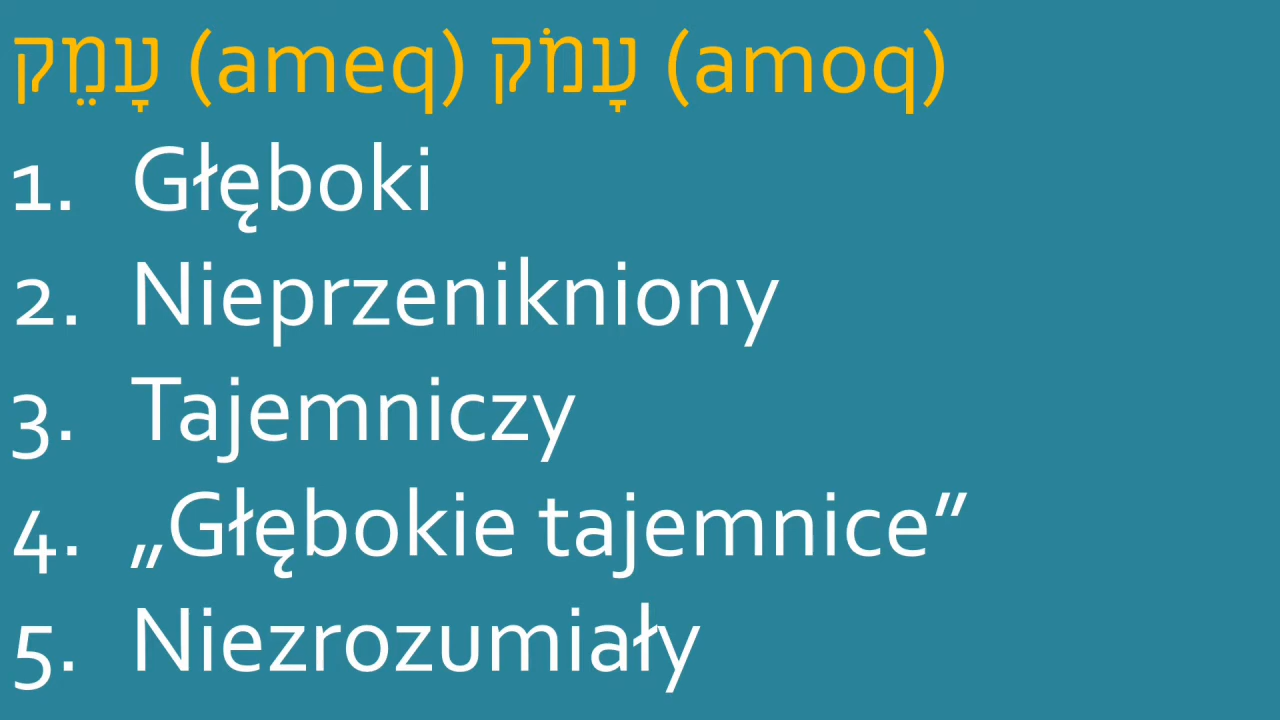 עָמֵק (ameq) עָמֹק (amoq)
1. Głęboki
2. Nieprzenikniony
3. Tajemniczy
4. „Głębokie tajemnice”
5. Niezrozumiały